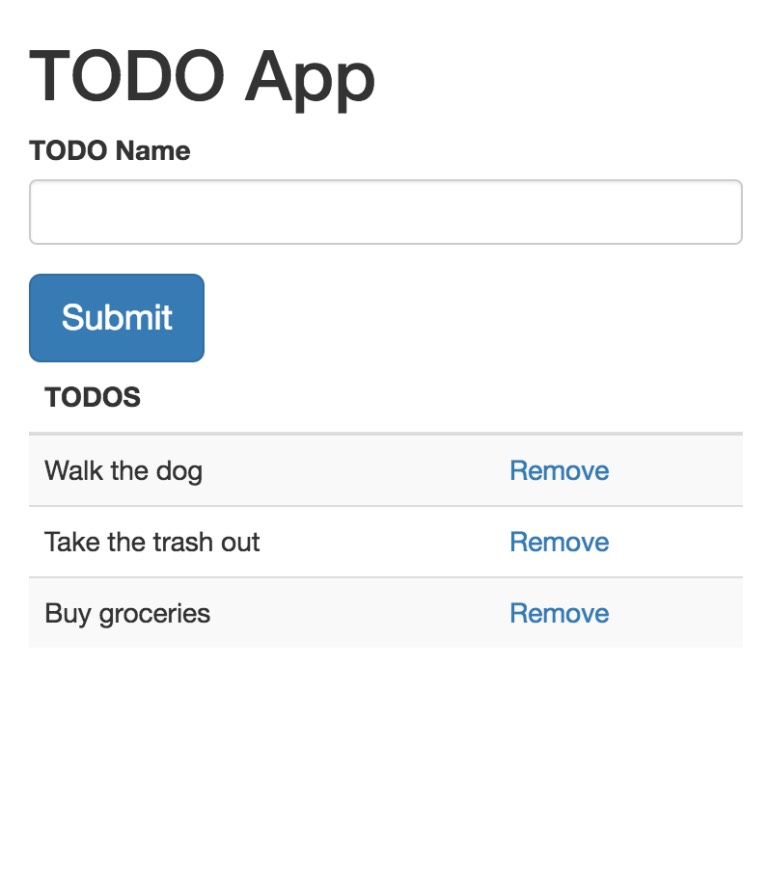 TODO App
TODO Name
Submit
TODOS
Walk the dog Remove
Take the trash out Remove
Buy groceries Remove